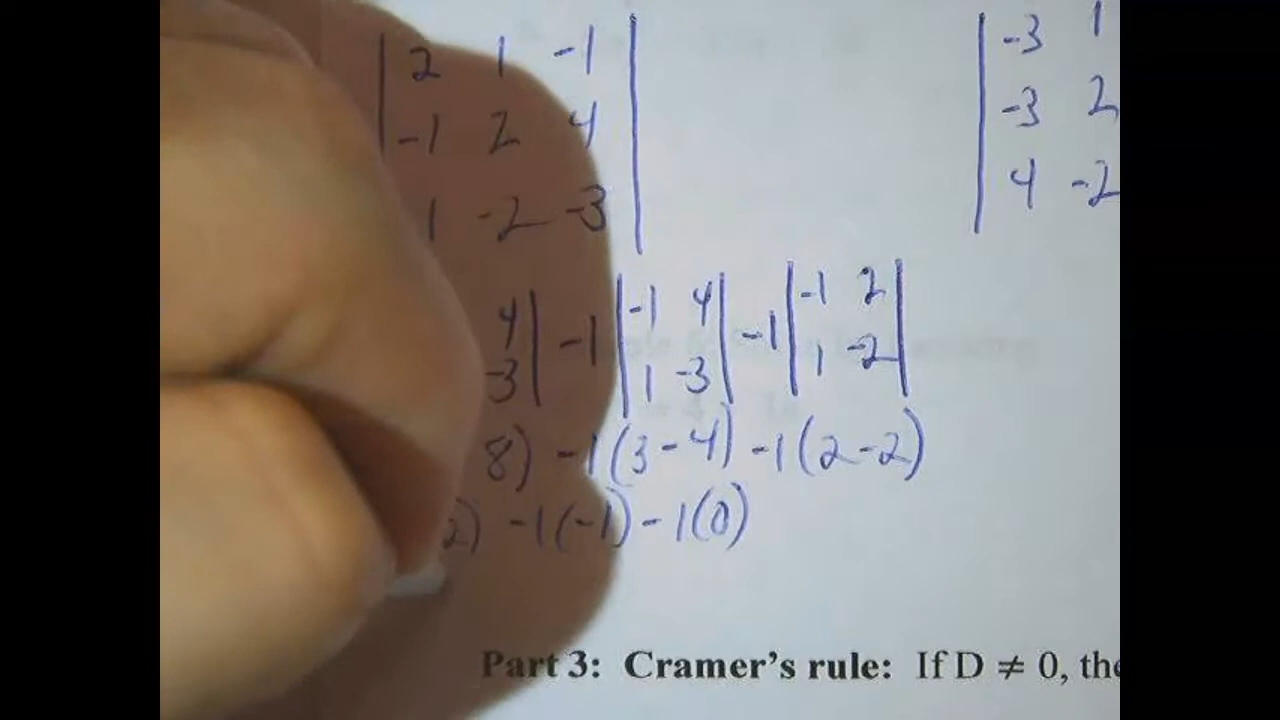 | 2 1 -1 | | -3 1
| -1 2 4 | | -3 2
1 -2 -3 | | 4 -2
4 | -1 | -1 4 | -1 | -1 2 |
-3 | | 1 -3 | | 1 -2 |
8) -1(3-4) -1(2-2)
2) -1(-1) -1(0)
Part 3: Cramer's rule: If D ≠ 0, the